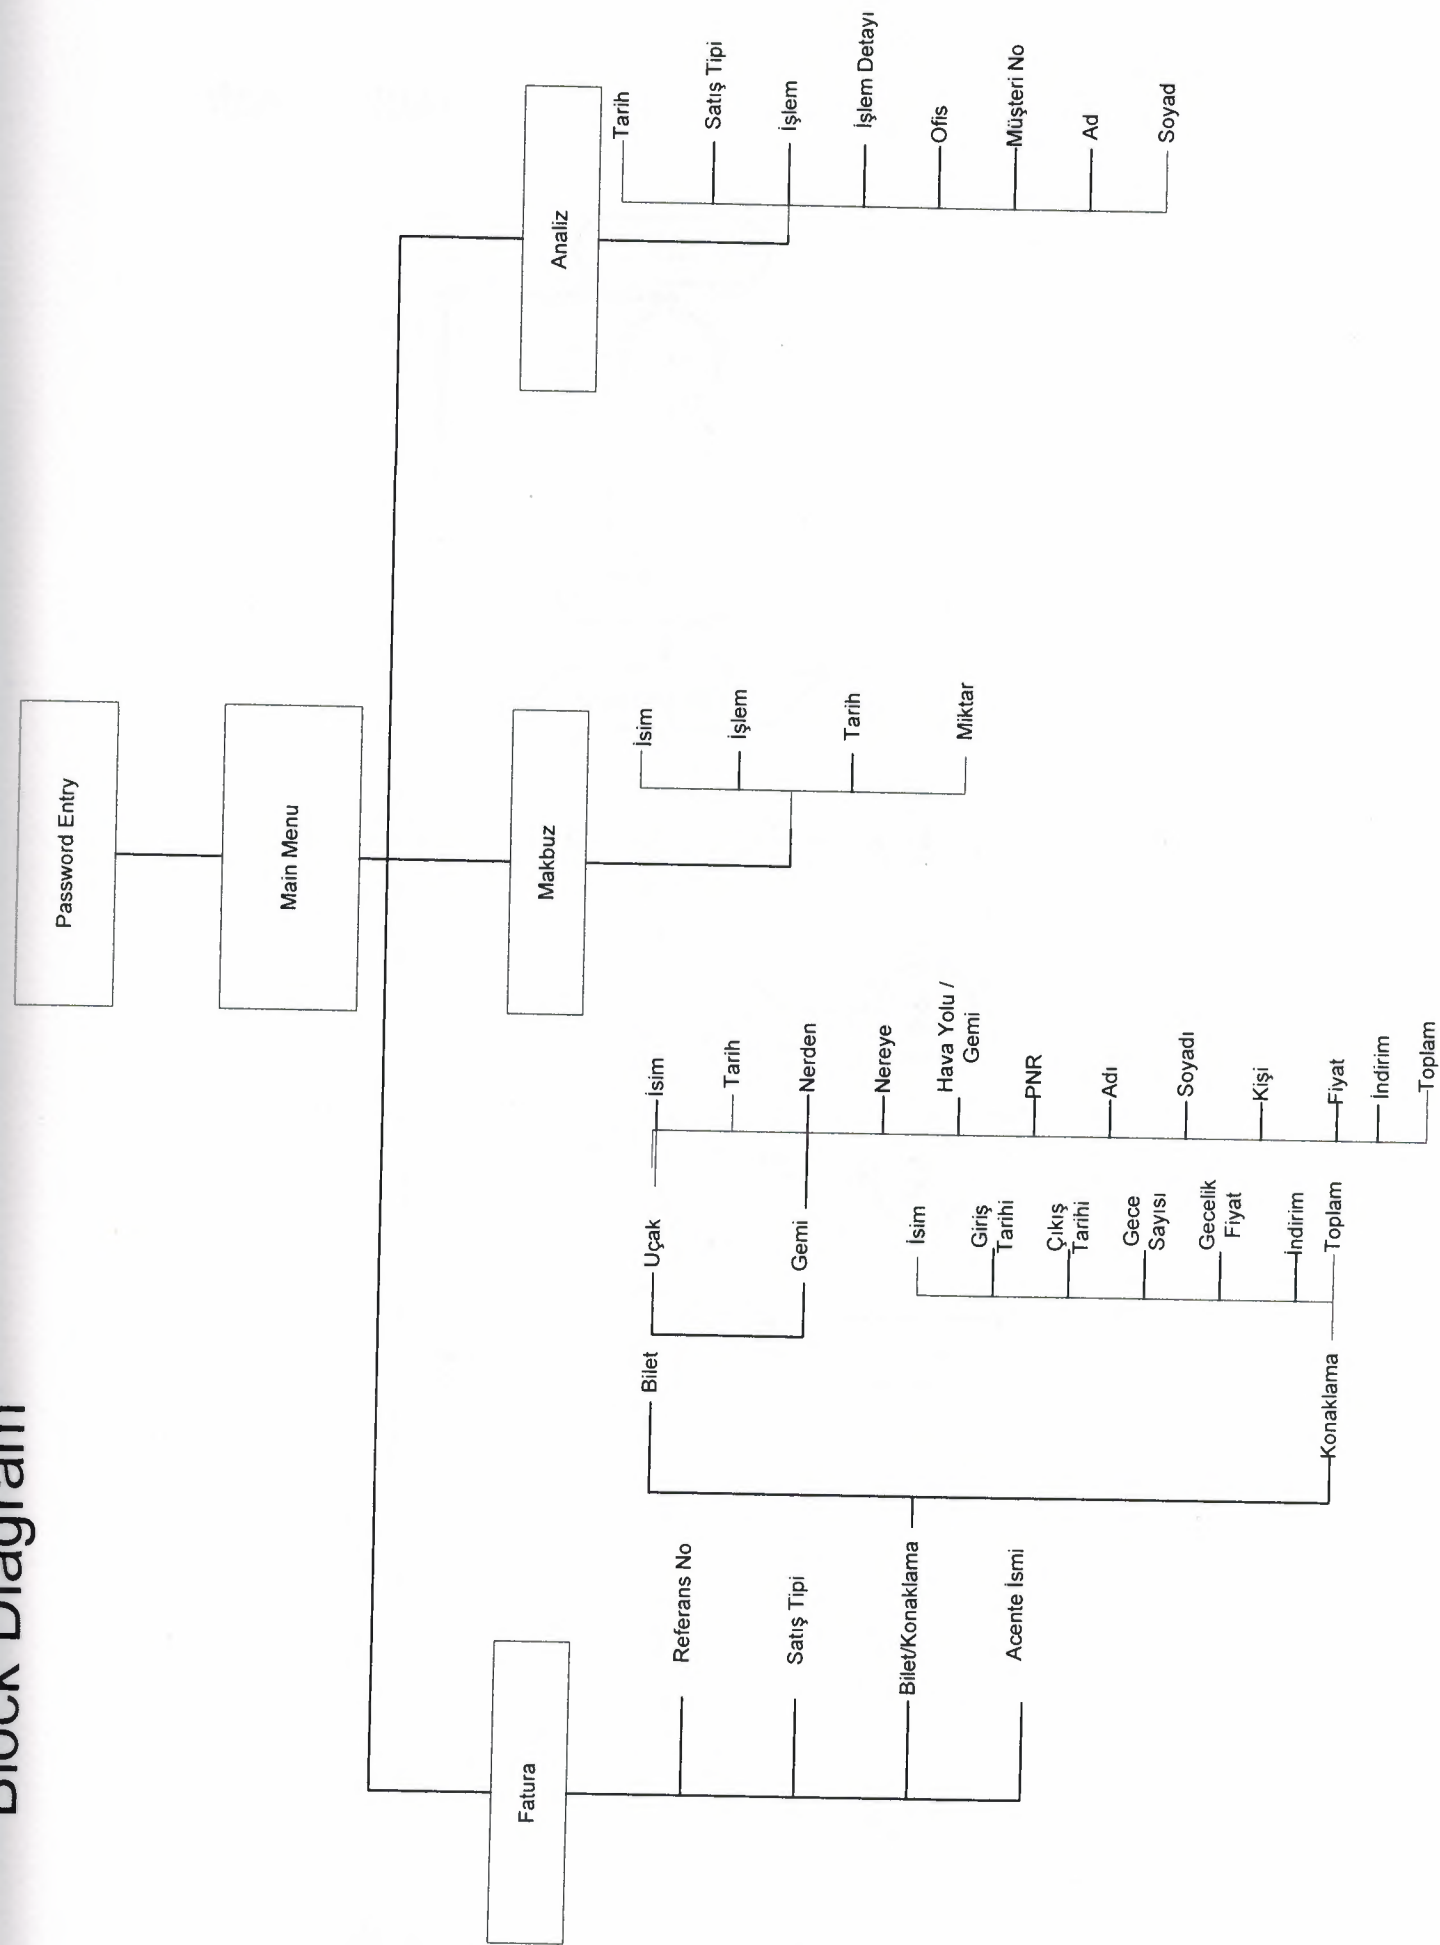 Block Diagram
Password Entry
Main Menu
Fatura
Makbuz
Analiz
Referans No
Satış Tipi
Bilet/Konaklama
Acente İsmi
Bilet
Konaklama
Uçak
Gemi
İsim
Giriş
Tarihi
Çıkış
Tarihi
Gece
Sayısı
Gecelik
Fiyat
İndirim
Toplam
İsim
Tarih
Nerden
Nereye
Hava Yolu /
Gemi
PNR
Adı
Soyadı
Kişi
Fiyat
İndirim
Toplam
İsim
İşlem
Tarih
Miktar
Tarih
Satış Tipi
İşlem
İşlem Detayı
Ofis
Müşteri No
Ad
Soyad